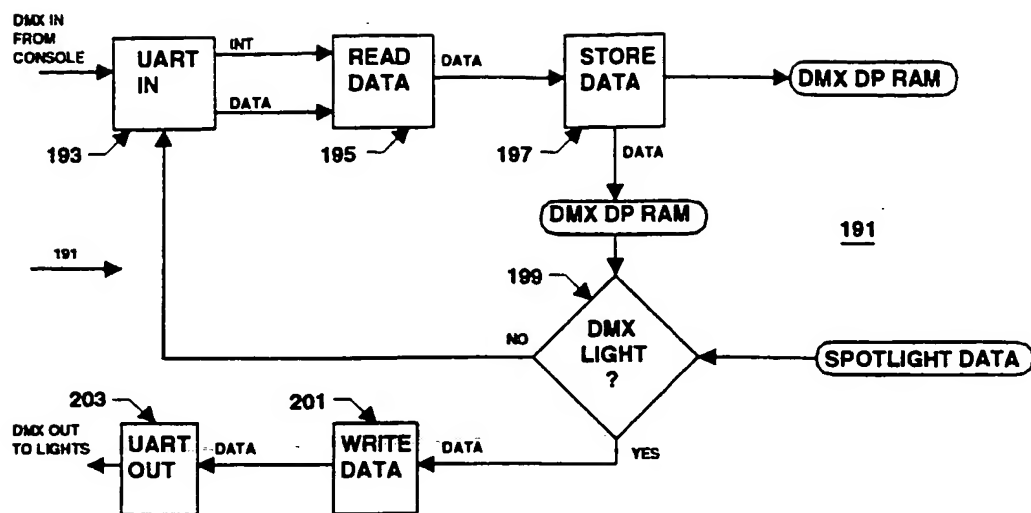 DMX IN
FROM
CONSOLE
UART
IN
INT
DATA
READ
DATA
DATA
STORE
DATA
DMX DP RAM
193
195
197
DATA
DMX DP RAM
191
191
199
DMX
LIGHT
?
NO
SPOTLIGHT DATA
YES
203
201
DMX OUT
TO LIGHTS
UART
OUT
DATA
WRITE
DATA
DATA